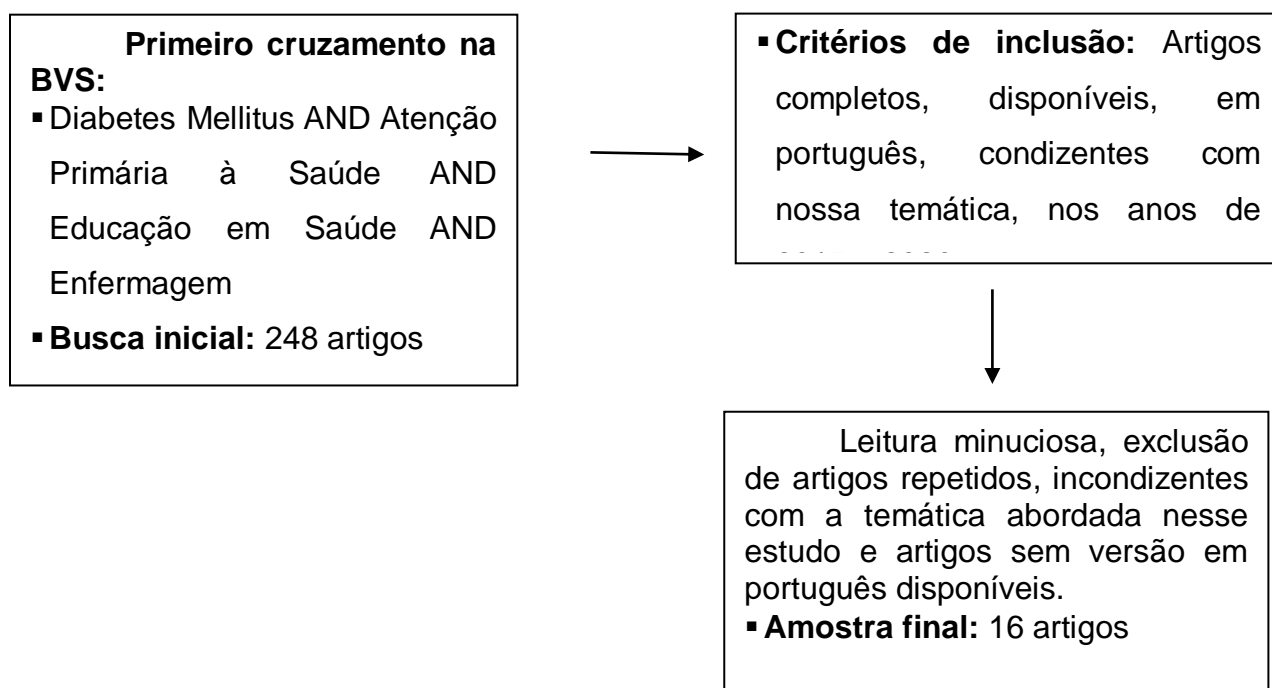 Primeiro cruzamento na
BVS:
▪ Diabetes Mellitus AND Atenção
Primária à Saúde AND
Educação em Saúde AND
Enfermagem
▪ Busca inicial: 248 artigos
▪ Critérios de inclusão: Artigos
completos, disponíveis, em
português, condizentes com
nossa temática, nos anos de
Leitura minuciosa, exclusão
de artigos repetidos, incondizentes
com a temática abordada nesse
estudo e artigos sem versão em
português disponíveis.
▪ Amostra final: 16 artigos